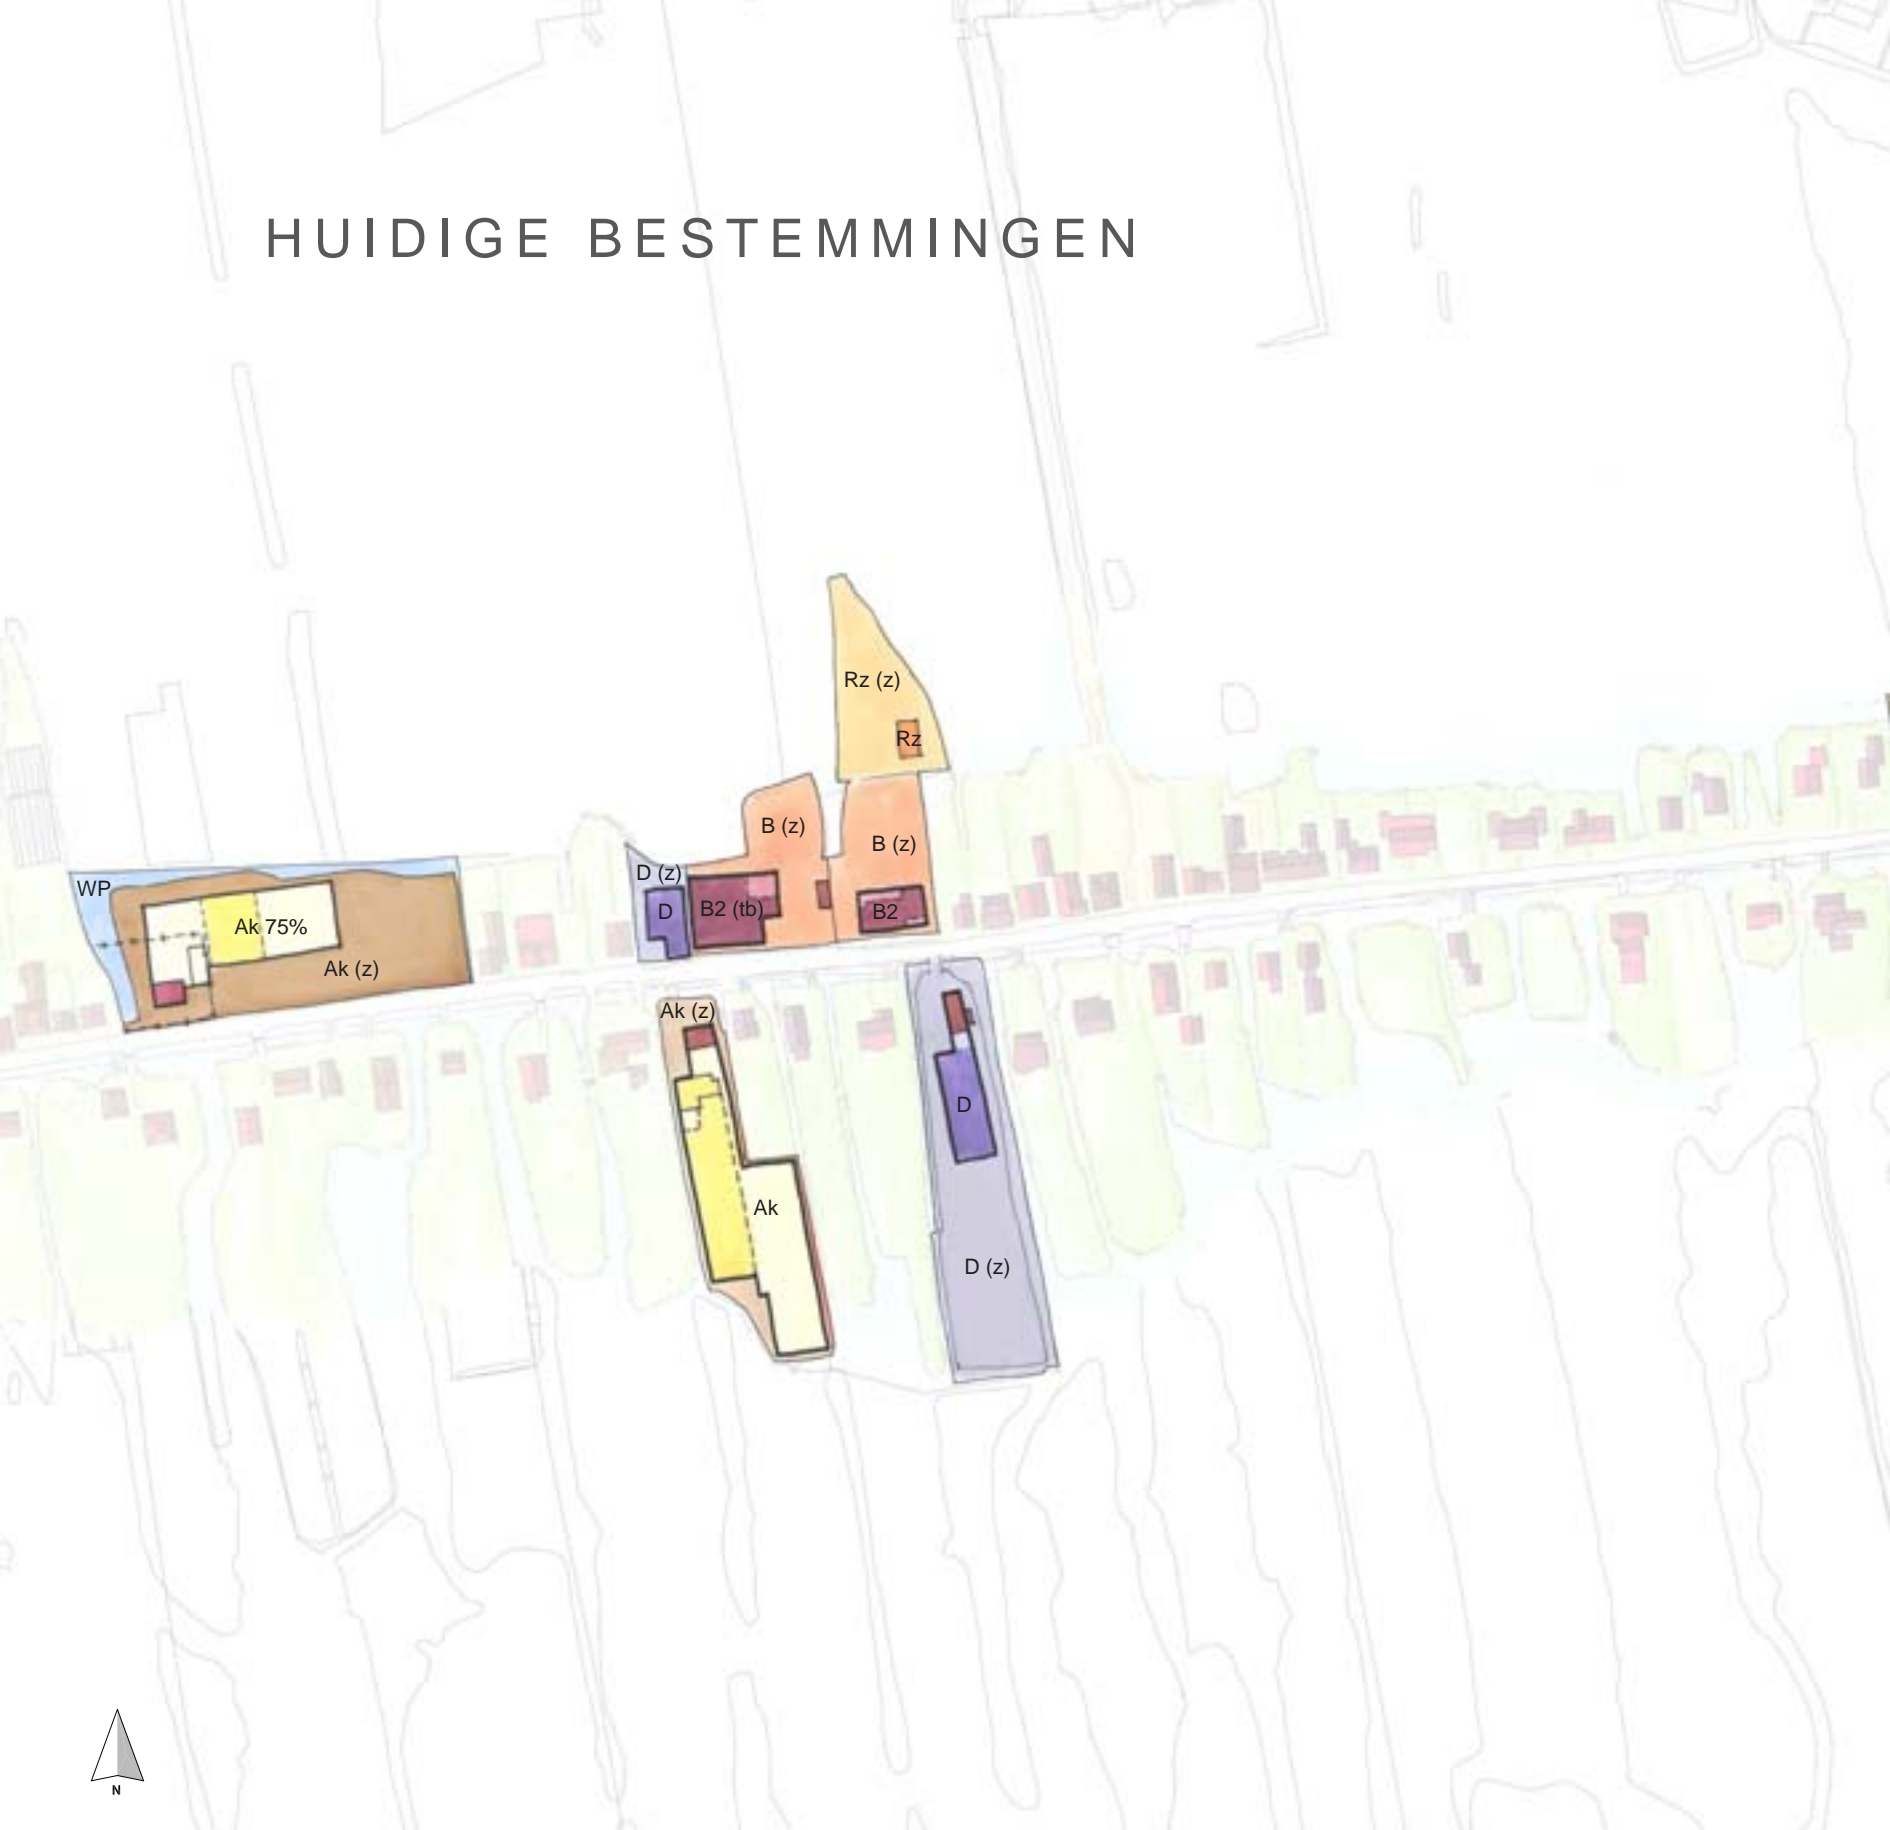 HUIDIGE BESTEMMINGEN
Rz (z)
Rz
B (z)
B (z)
D (z)
WP
B2 (tb)
D
B2
Ak 75%
Ak (z)
Ak (z)
D
Ak
D (z)
N